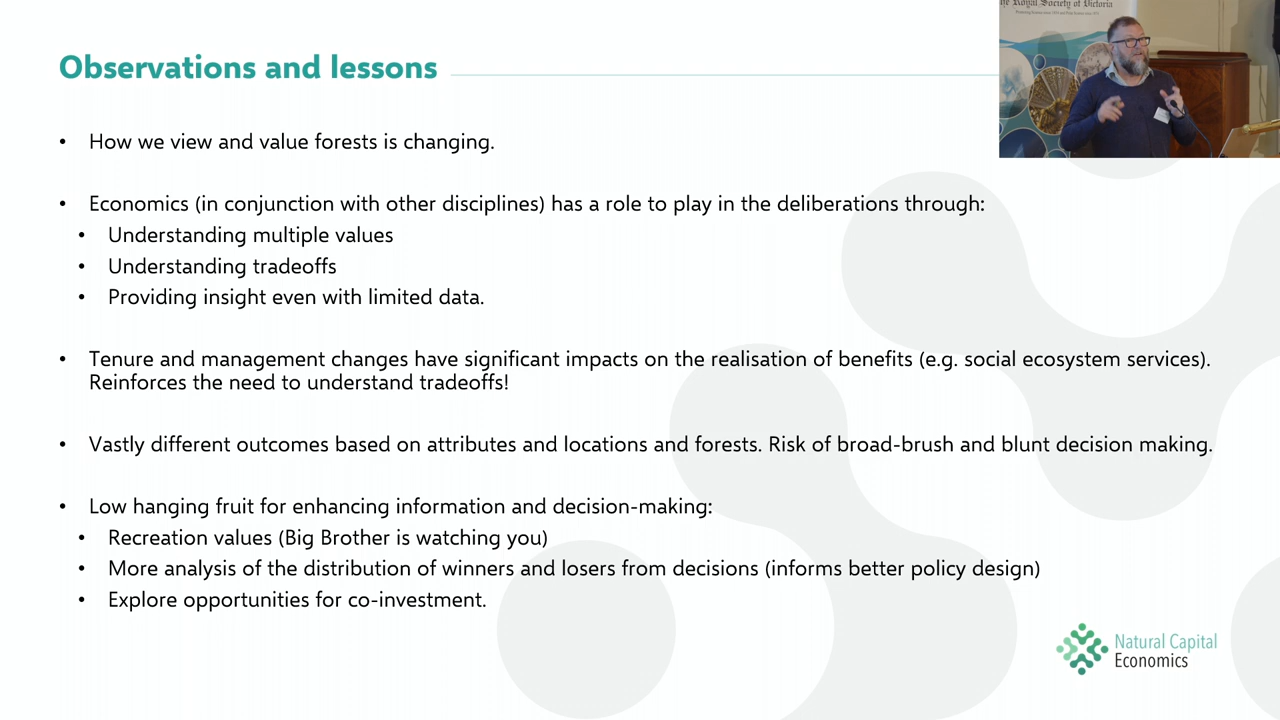 The Royal Society of Victoria
Observations and lessons
• How we view and value forests is changing.
• Economics (in conjunction with other disciplines) has a role to play in the deliberations through:
• Understanding multiple values
• Understanding tradeoffs
• Providing insight even with limited data.
• Tenure and management changes have significant impacts on the realisation of benefits (e.g. social ecosystem services).
Reinforces the need to understand tradeoffs!
• Vastly different outcomes based on attributes and locations and forests. Risk of broad-brush and blunt decision making.
• Low hanging fruit for enhancing information and decision-making:
• Recreation values (Big Brother is watching you)
• More analysis of the distribution of winners and losers from decisions (informs better policy design)
• Explore opportunities for co-investment.
Natural Capital
Economics